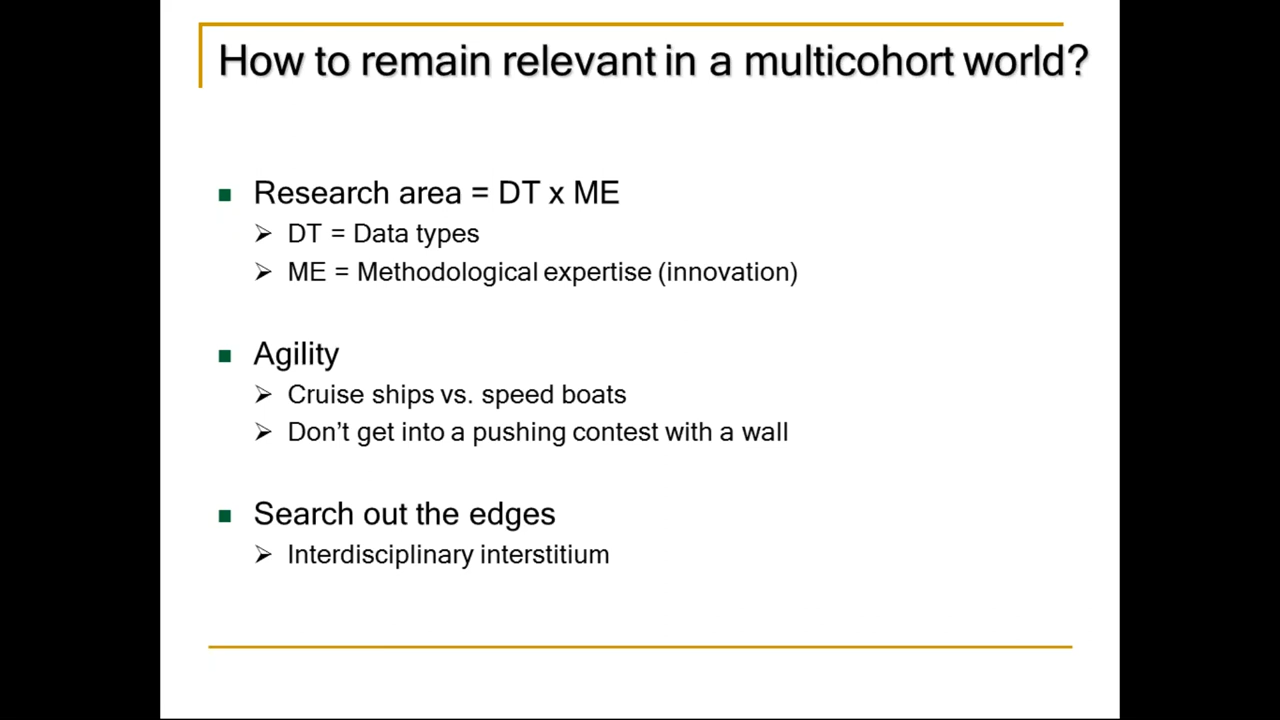 How to remain relevant in a multicohort world?
Research area = DT x ME
DT = Data types
ME = Methodological expertise (innovation)
Agility
Cruise ships vs. speed boats
Don’t get into a pushing contest with a wall
Search out the edges
Interdisciplinary interstitium